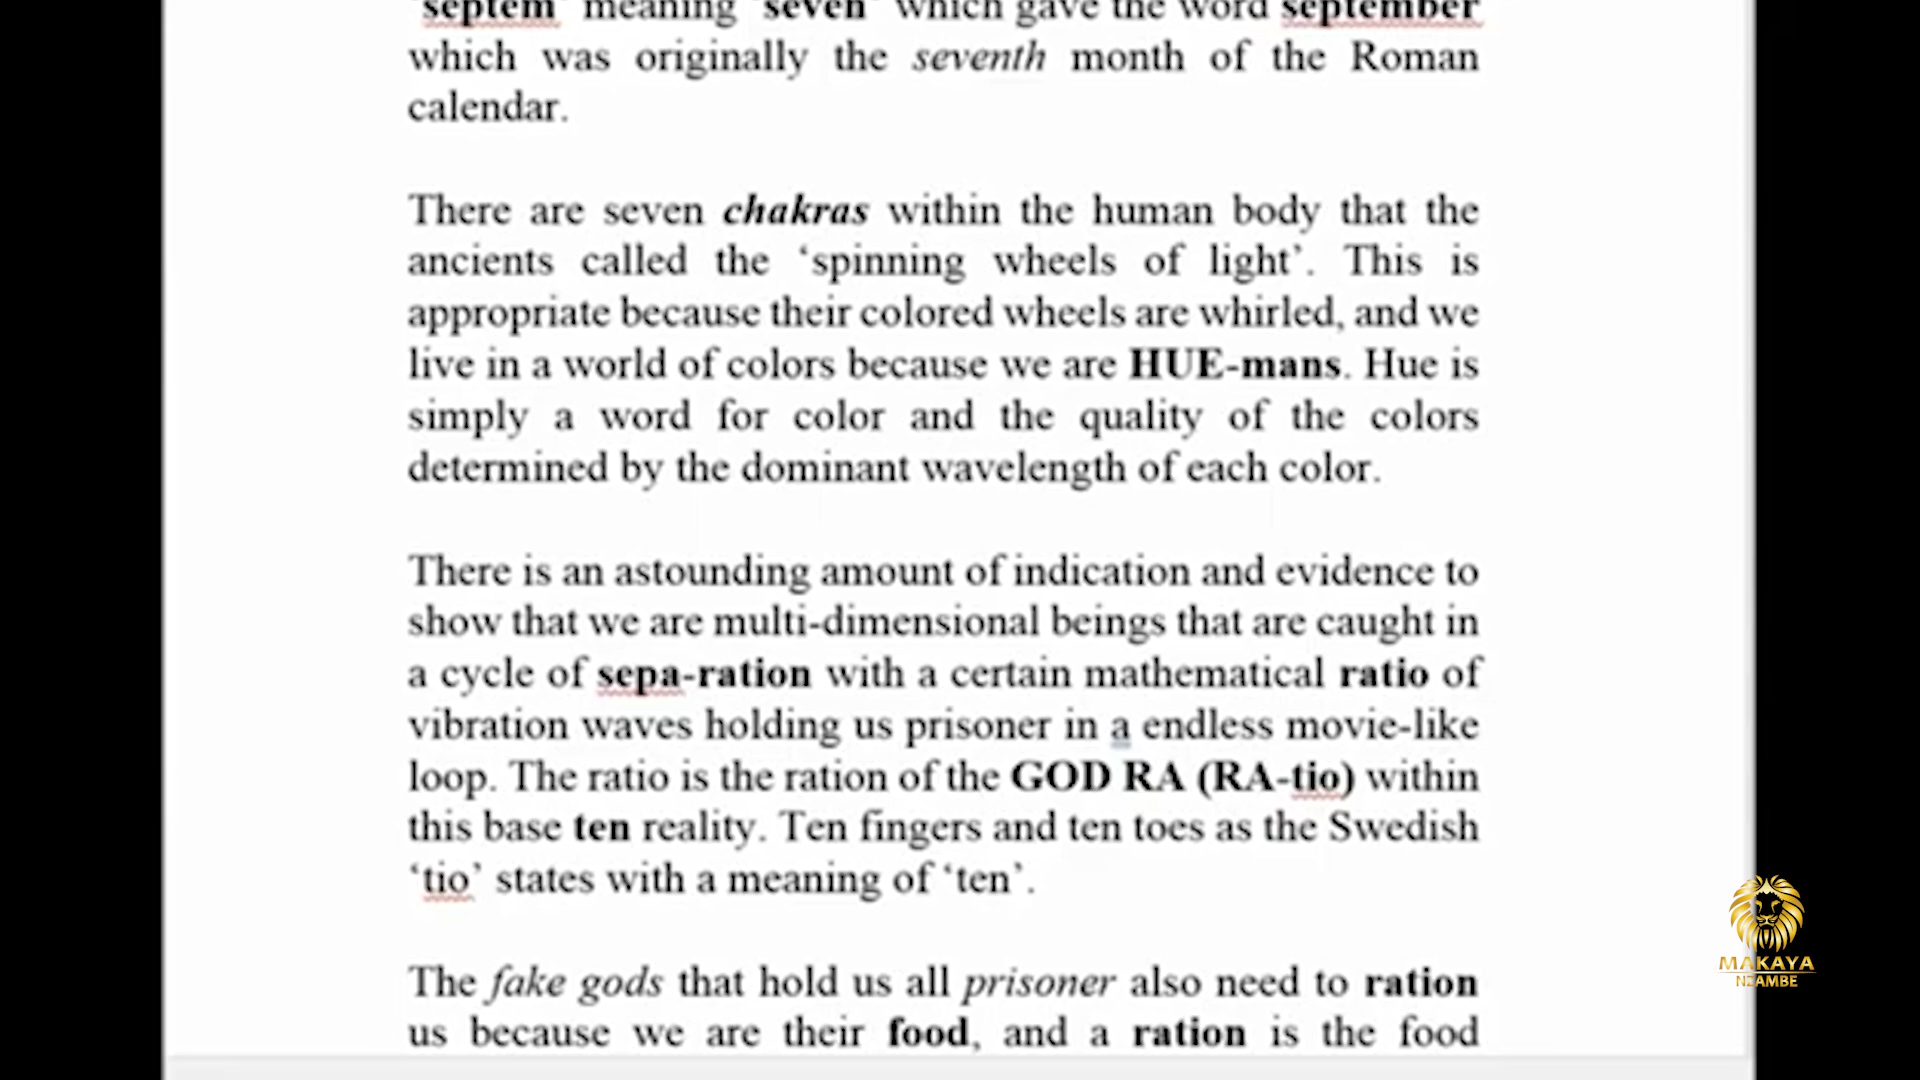 'septem' meaning 'seven' which gave the word september
which was originally the seventh month of the Roman
calendar.
There are seven chakras within the human body that the
ancients called the ‘spinning wheels of light’. This is
appropriate because their colored wheels are whirled, and we
live in a world of colors because we are HUE-mans. Hue is
simply a word for color and the quality of the colors
determined by the dominant wavelength of each color.
There is an astounding amount of indication and evidence to
show that we are multi-dimensional beings that are caught in
a cycle of sepa-ration with a certain mathematical ratio of
vibration waves holding us prisoner in a endless movie-like
loop. The ratio is the ration of the GOD RA (RA-tio) within
this base ten reality. Ten fingers and ten toes as the Swedish
‘tio’ states with a meaning of ‘ten’.
The fake gods that hold us all prisoner also need to ration
us because we are their food, and a ration is the food
MAKAYA
NZAMBE